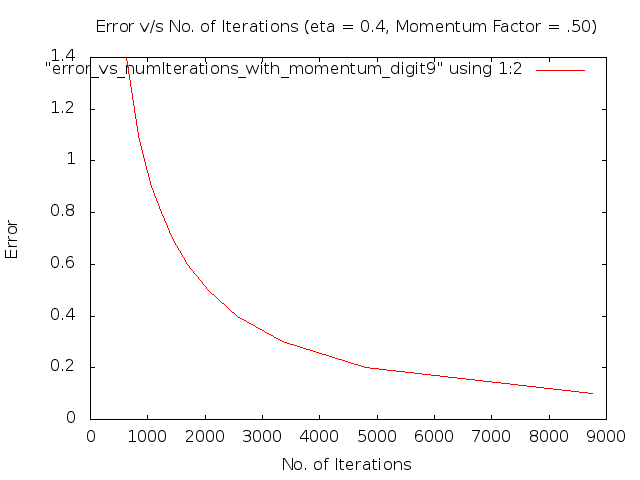 Error v/s No. of Iterations (eta = 0.4, Momentum Factor = .50)
1.4
"error_vs_numIterations_with_momentum_digit9" using 1:2
1.2
1
0.8
0.6
0.4
0.2
0
Error
0 1000 2000 3000 4000 5000 6000 7000 8000 9000
No. of Iterations